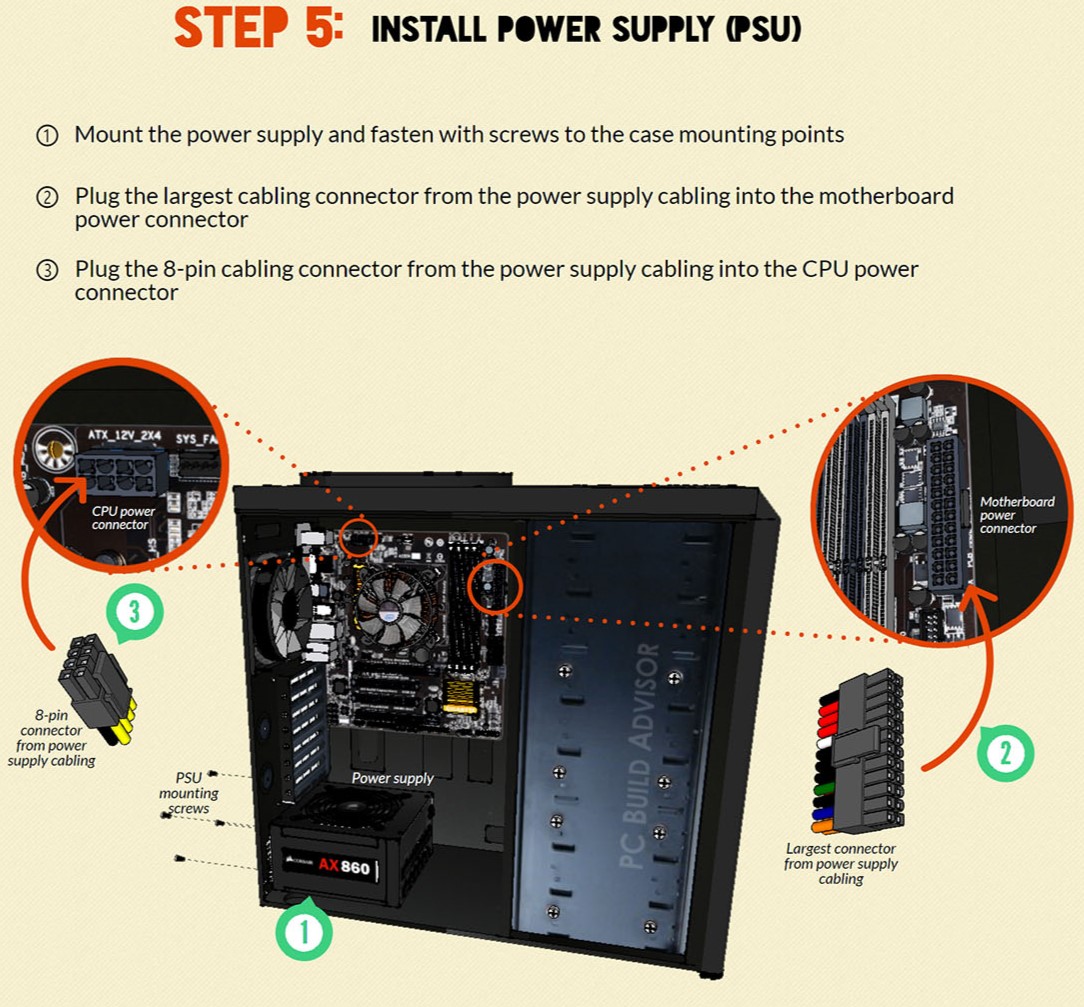 STEP 5: INSTALL POWER SUPPLY (PSU)
1 Mount the power supply and fasten with screws to the case mounting points
2 Plug the largest cabling connector from the power supply cabling into the motherboard
power connector
3 Plug the 8-pin cabling connector from the power supply cabling into the CPU power
connector
ATX_12V_2X4 SYS_FA
CPU power
connector
Motherboard
power
connector
3
8-pin
connector
from power
supply cabling
PSU
mounting
screws
Power supply
CORSAIR AX860
1
PC BUILD ADVISOR
2
Largest connector
from power supply
cabling